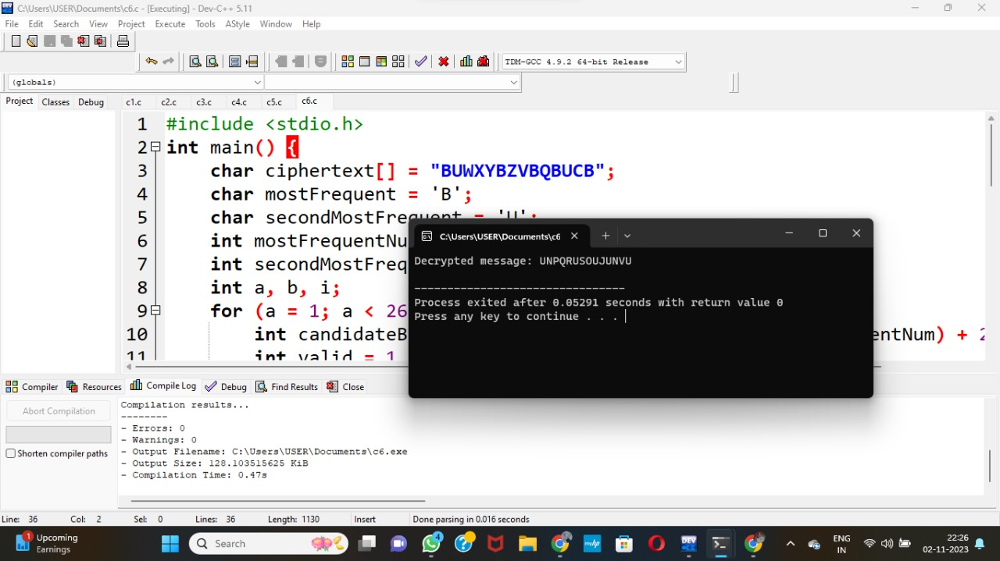 C:\Users\USER\Documents\c6.c - [Executing] - Dev-C++ 5.11
File Edit Search View Project Execute Tools AStyle Window Help
TDM-GCC 4.9.2 64-bit Release
(globals)
Project Classes Debug c1.c c2.c c3.c c4.c c5.c c6.c
1 #include <stdio.h>
2 int main() {
3 char ciphertext[] = "BUWXYBZVBQBUCB";
4 char mostFrequent = 'B';
5 char secondMostFrequent = 'U';
6 int mostFrequentNu
7 int secondMostFreq
8 int a, b, i;
9 for (a = 1; a < 26
10 int candidateB entNum) + 2
11 int valid = 1
C:\Users\USER\Documents\c6
Decrypted message: UNPQRUSOUJUNVU
--------------------------------
Process exited after 0.05291 seconds with return value 0
Press any key to continue . . .
Compiler Resources Compile Log Debug Find Results Close
Abort Compilation
Shorten compiler paths
Compilation results...
--------
- Errors: 0
- Warnings: 0
- Output Filename: C:\Users\USER\Documents\c6.exe
- Output Size: 128.103515625 KiB
- Compilation Time: 0.47s
Line: 36 Col: 2 Sel: 0 Lines: 36 Length: 1130 Insert Done parsing in 0.016 seconds
1
Upcoming
Earnings
Search
4
myhp
DEV
ENG
IN
22:26
02-11-2023